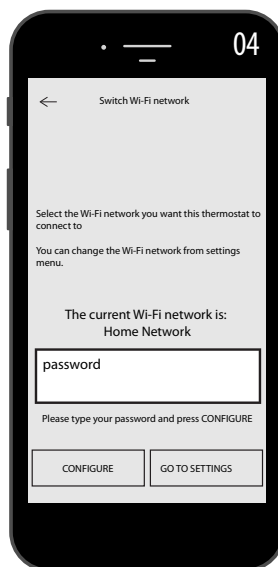 04
Switch Wi-Fi network
Select the Wi-Fi network you want this thermostat to
connect to
You can change the Wi-Fi network from settings
menu.
The current Wi-Fi network is:
Home Network
password
Please type your password and press CONFIGURE
CONFIGURE GO TO SETTINGS